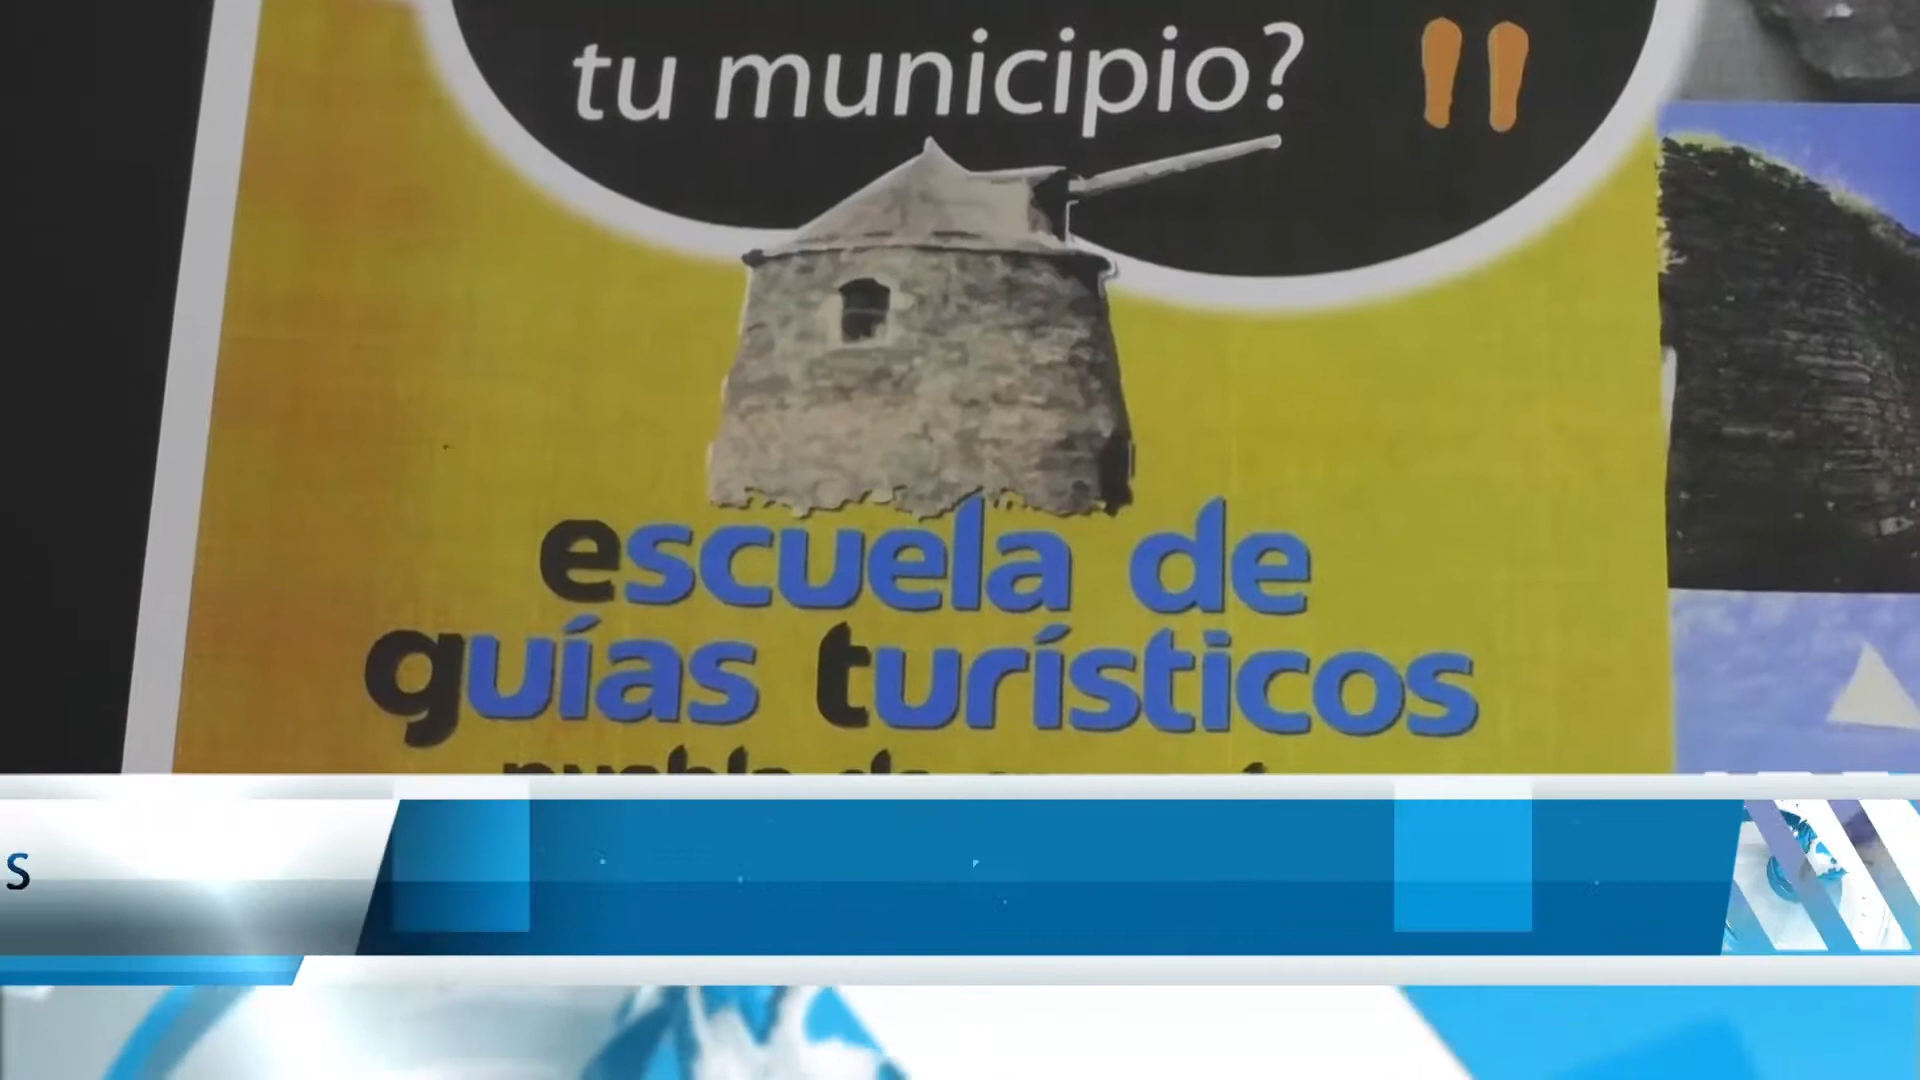 tu municipio? "
escuela de
guías turísticos
S